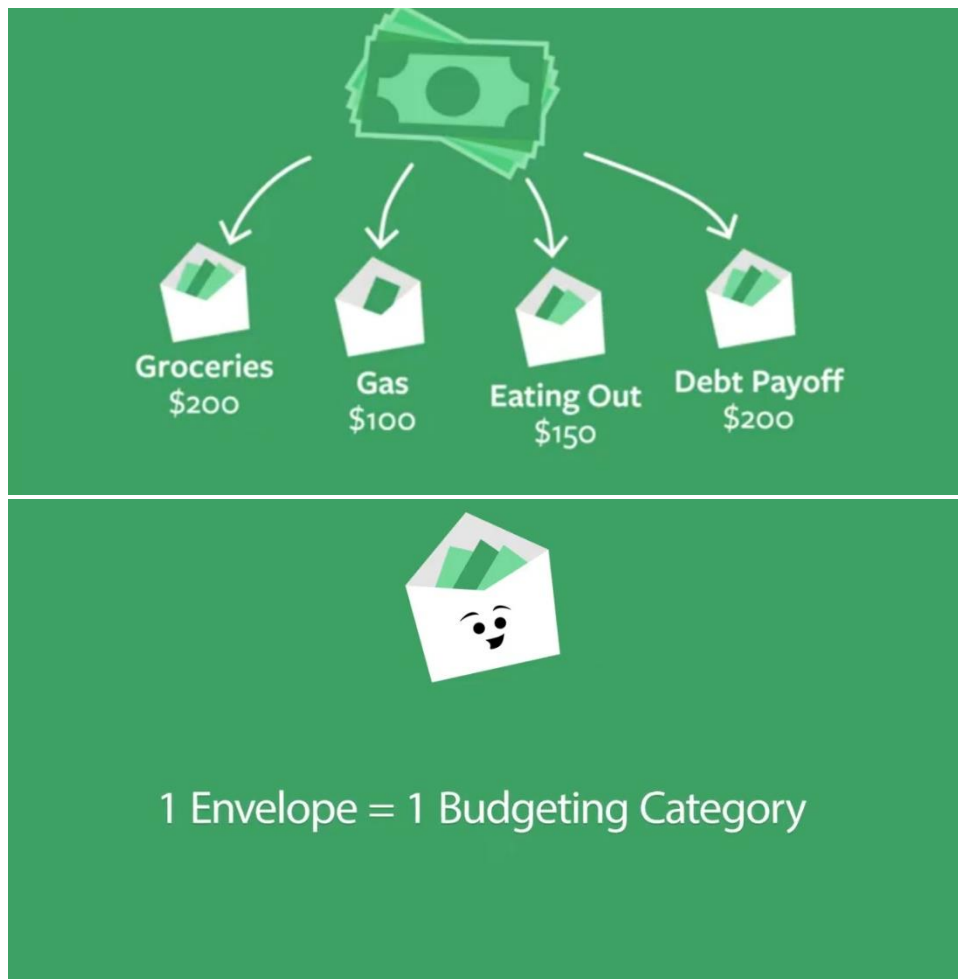 Groceries
$200
Gas
$100
Eating Out
$150
Debt Payoff
$200
1 Envelope = 1 Budgeting Category